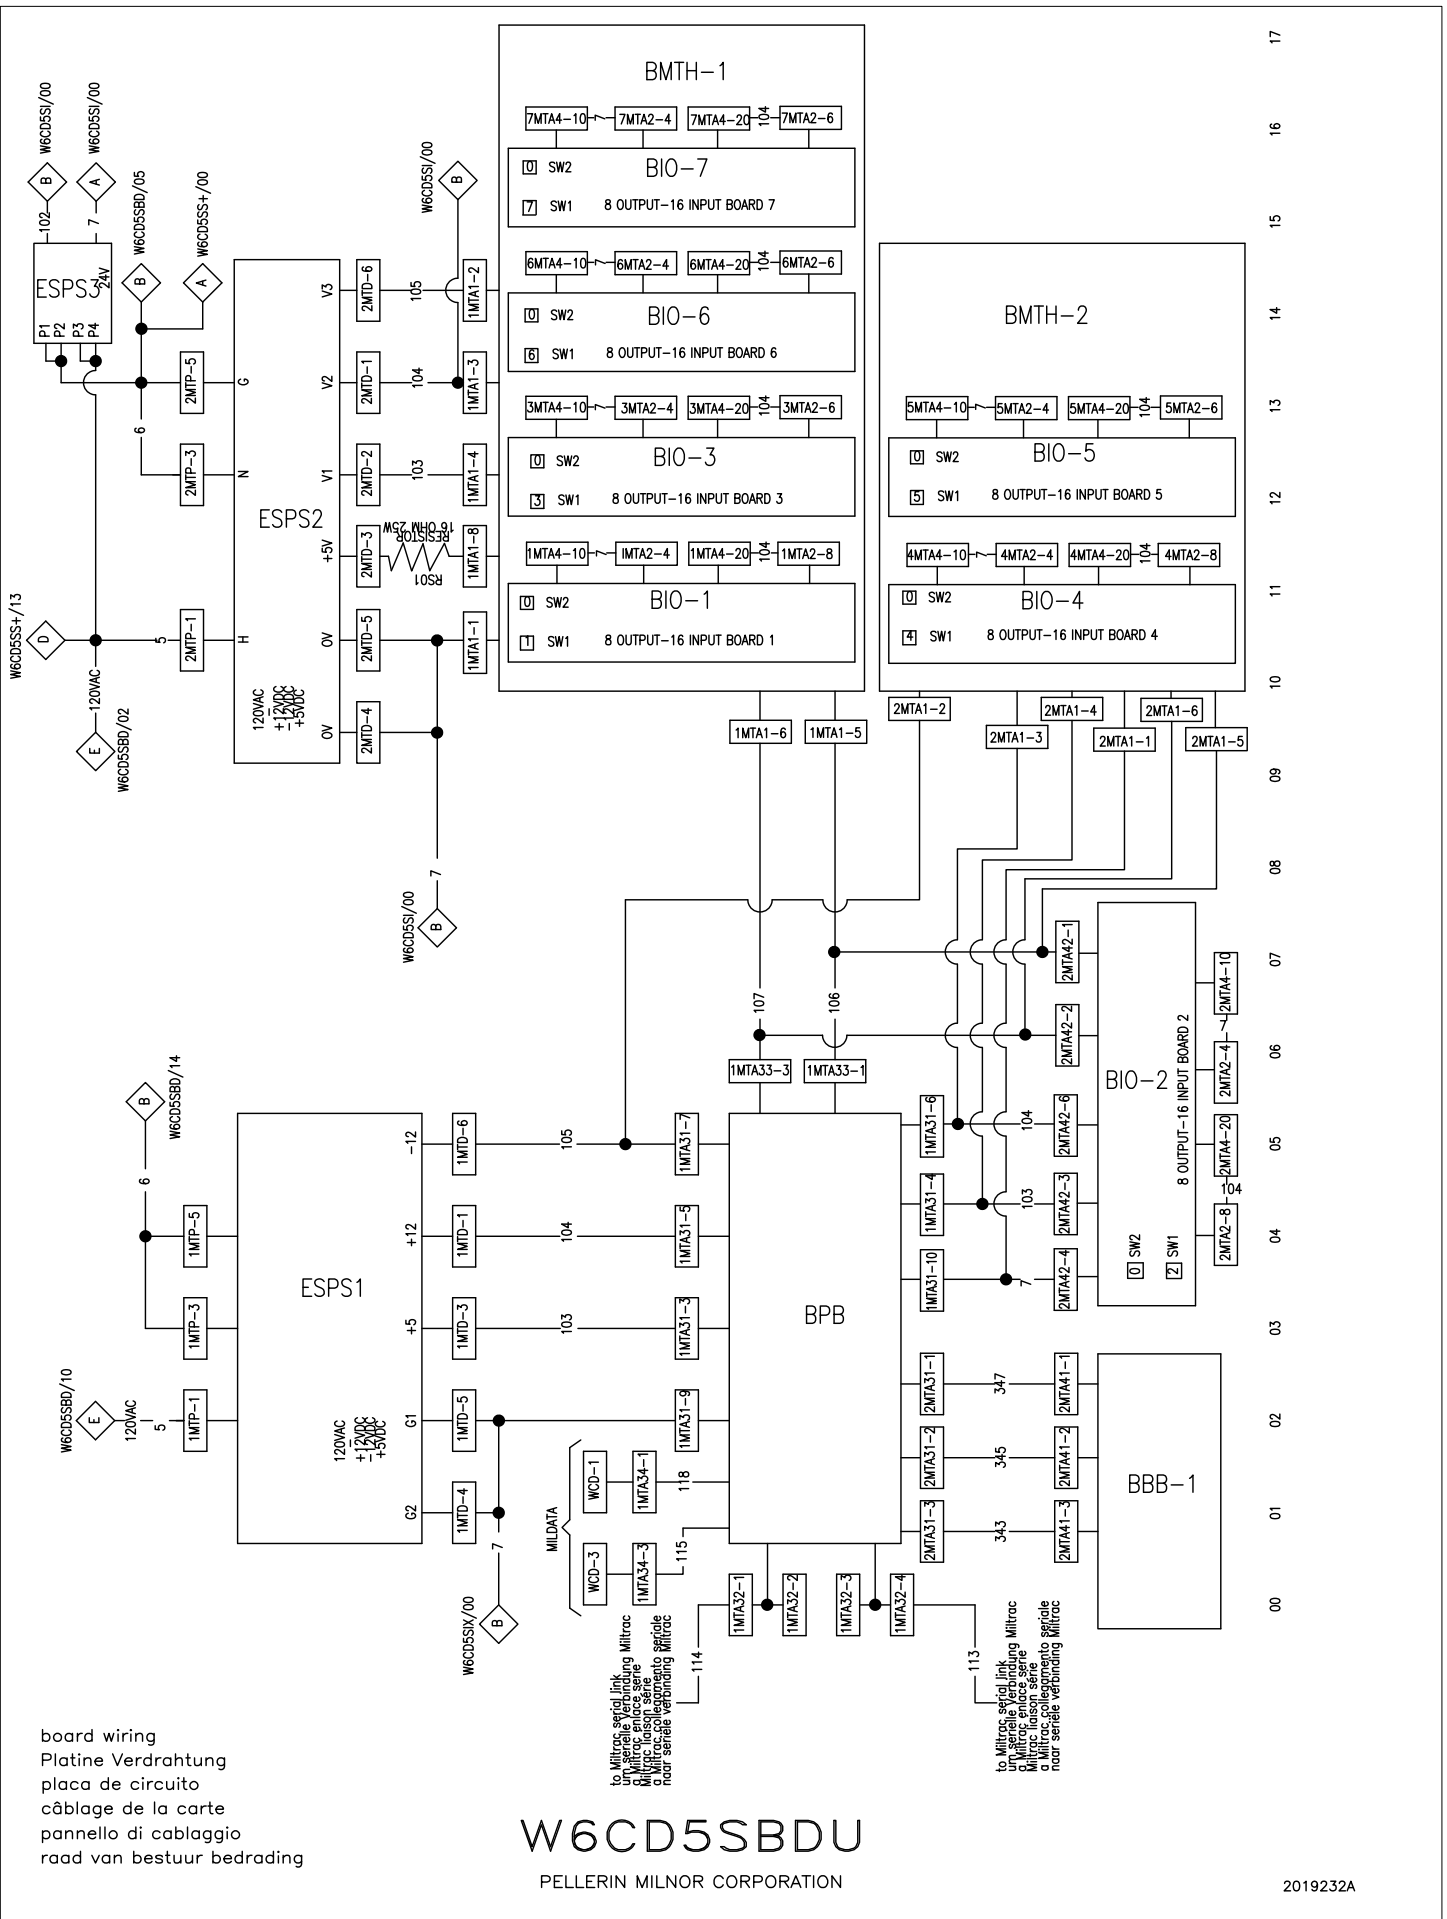 17
16
15
14
13
12
11
10
09
08
07
06
05
04
03
02
01
00
W6CD5SI/00
B
102
W6CD5SI/00
A
7
ESPS3
24V
P1
P2
P3
P4
W6CD5SBD/05
B
W6CD5SS+/00
A
6
W6CD5SS+/13
D
5
120VAC
E
W6CD5SBD/02
2MTP-5
2MTP-3
2MTP-1
G
N
H
ESPS2
120VAC
+12VDC
-12VDC
+5VDC
V3
V2
V1
+5V
0V
0V
2MTD-6
2MTD-1
2MTD-2
2MTD-3
2MTD-5
2MTD-4
105
104
103
16 OHM 25W
RESISTOR
RS01
1MTA1-2
1MTA1-3
1MTA1-4
1MTA1-8
1MTA1-1
W6CD5SI/00
B
7
W6CD5SI/00
B
BMTH-1
7MTA4-10
7
7MTA2-4
7MTA4-20
104
7MTA2-6
0 SW2
BIO-7
7 SW1
8 OUTPUT-16 INPUT BOARD 7
6MTA4-10
7
6MTA2-4
6MTA4-20
104
6MTA2-6
0 SW2
BIO-6
6 SW1
8 OUTPUT-16 INPUT BOARD 6
3MTA4-10
7
3MTA2-4
3MTA4-20
104
3MTA2-6
0 SW2
BIO-3
3 SW1
8 OUTPUT-16 INPUT BOARD 3
1MTA4-10
7
1MTA2-4
1MTA4-20
104
1MTA2-8
0 SW2
BIO-1
1 SW1
8 OUTPUT-16 INPUT BOARD 1
1MTA1-6
1MTA1-5
BMTH-2
5MTA4-10
7
5MTA2-4
5MTA4-20
104
5MTA2-6
0 SW2
BIO-5
5 SW1
8 OUTPUT-16 INPUT BOARD 5
4MTA4-10
7
4MTA2-4
4MTA4-20
104
4MTA2-8
0 SW2
BIO-4
4 SW1
8 OUTPUT-16 INPUT BOARD 4
2MTA1-2
2MTA1-3
2MTA1-4
2MTA1-1
2MTA1-6
2MTA1-5
107
106
1MTA33-3
1MTA33-1
2MTA42-1
2MTA42-2
2MTA42-6
2MTA42-3
2MTA42-4
BIO-2
8 OUTPUT-16 INPUT BOARD 2
0 SW2
2 SW1
2MTA4-10
7
2MTA2-4
2MTA4-20
104
2MTA2-8
B
W6CD5SBD/14
6
W6CD5SBD/10
E
120VAC
5
1MTP-5
1MTP-3
1MTP-1
ESPS1
120VAC
+12VDC
-12VDC
+5VDC
-12
+12
+5
G1
G2
1MTD-6
1MTD-1
1MTD-3
1MTD-5
1MTD-4
105
104
103
7
W6CD5SIX/00
B
1MTA31-7
1MTA31-5
1MTA31-3
1MTA31-9
MILDATA
WCD-1
1MTA34-1
118
WCD-3
1MTA34-3
115
BPB
1MTA31-6
104
1MTA31-4
103
1MTA31-10
7
2MTA31-1
347
2MTA41-1
2MTA31-2
345
2MTA41-2
2MTA31-3
343
2MTA41-3
BBB-1
1MTA32-1
1MTA32-2
1MTA32-3
1MTA32-4
114
to Miltrac serial link
um serielle Verbindung Miltrac
a Miltrac enlace serie
Miltrac liaison série
a Miltrac collegamento seriale
naar seriële verbinding Miltrac
113
to Miltrac serial link
um serielle Verbindung Miltrac
a Miltrac enlace serie
Miltrac liaison série
a Miltrac collegamento seriale
naar seriële verbinding Miltrac
board wiring
Platine Verdrahtung
placa de circuito
câblage de la carte
pannello di cablaggio
raad van bestuur bedrading
W6CD5SBDU
PELLERIN MILNOR CORPORATION
2019232A